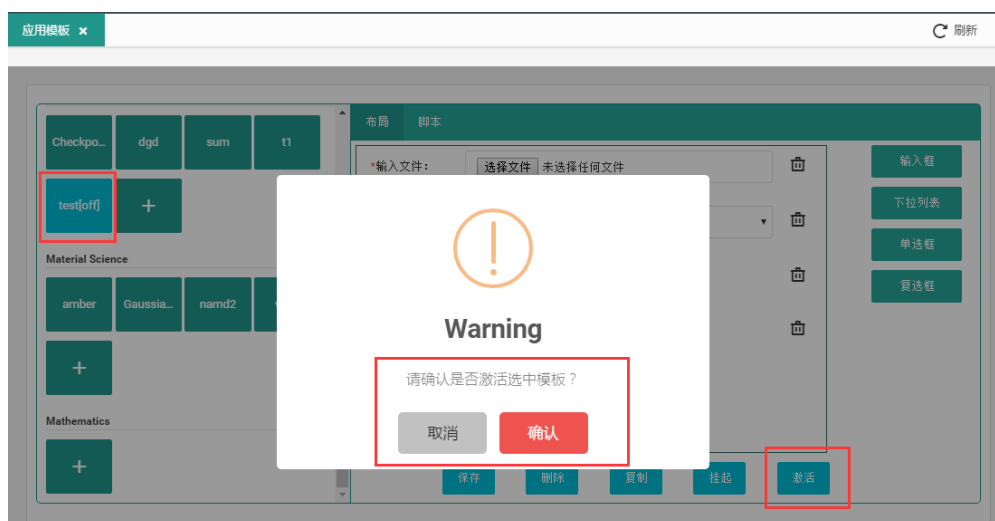 应用模板 ×
刷新
布局 脚本
Checkpo... dgd sum t1
*输入文件: 选择文件 未选择任何文件
输入框
test[off] +
下拉列表
Material Science
单选框
amber Gaussia... namd2
复选框
Warning
+
请确认是否激活选中模板？
Mathematics
取消 确认
+
保存 删除 复制 挂起 激活